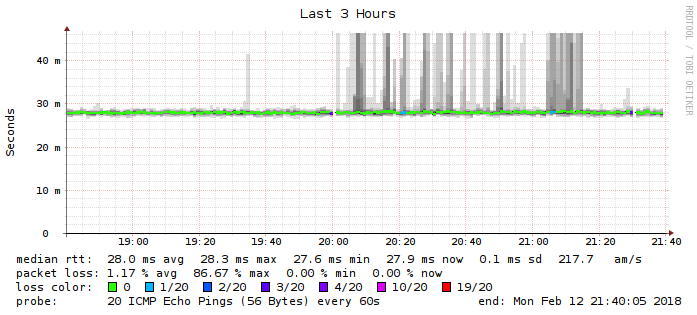 Last 3 Hours
RRDTOOL / TOBI OETIKER
Seconds
40 m
30 m
20 m
10 m
0
19:00 19:20 19:40 20:00 20:20 20:40 21:00 21:20 21:40
median rtt: 28.0 ms avg 28.3 ms max 27.6 ms min 27.9 ms now 0.1 ms sd 217.7 am/s
packet loss: 1.17 % avg 86.67 % max 0.00 % min 0.00 % now
loss color: 0 1/20 2/20 3/20 4/20 10/20 19/20
probe: 20 ICMP Echo Pings (56 Bytes) every 60s end: Mon Feb 12 21:40:05 2018